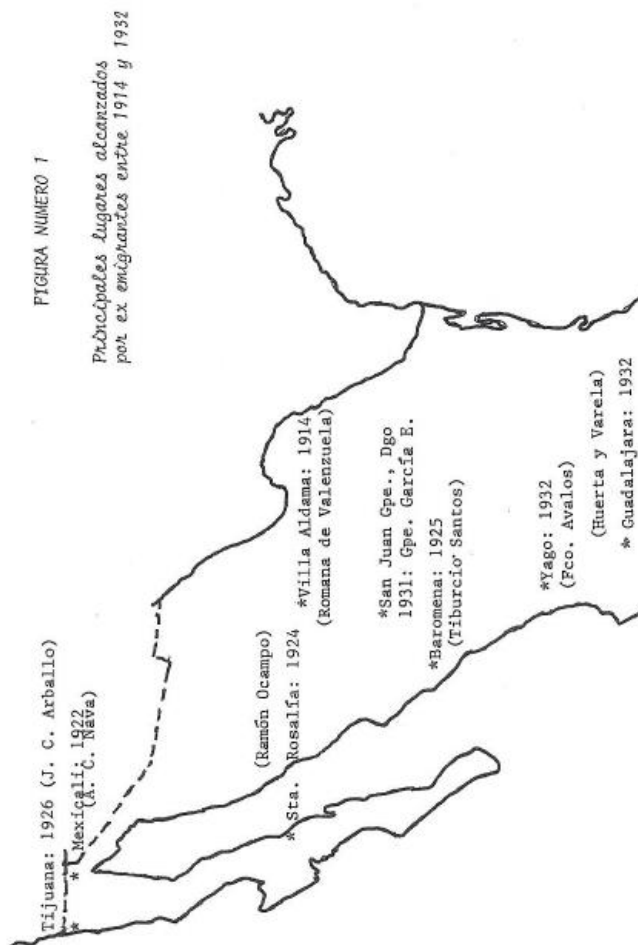 FIGURA NUMERO 1
Principales lugares alcanzados
por ex emigrantes entre 1914 y 1932
Tijuana: 1926 (J. C. Arballo)
*
* Mexicali: 1922
(A. C. Nava)
(Ramón Ocampo)
* Sta. Rosalía: 1924
*Villa Aldama: 1914
(Romana de Valenzuela)
*San Juan Gpe., Dgo
1931: Gpe. García E.
*Baromena: 1925
(Tiburcio Santos)
*Yago: 1932
(Fco. Avalos)
(Huerta y Varela)
* Guadalajara: 1932